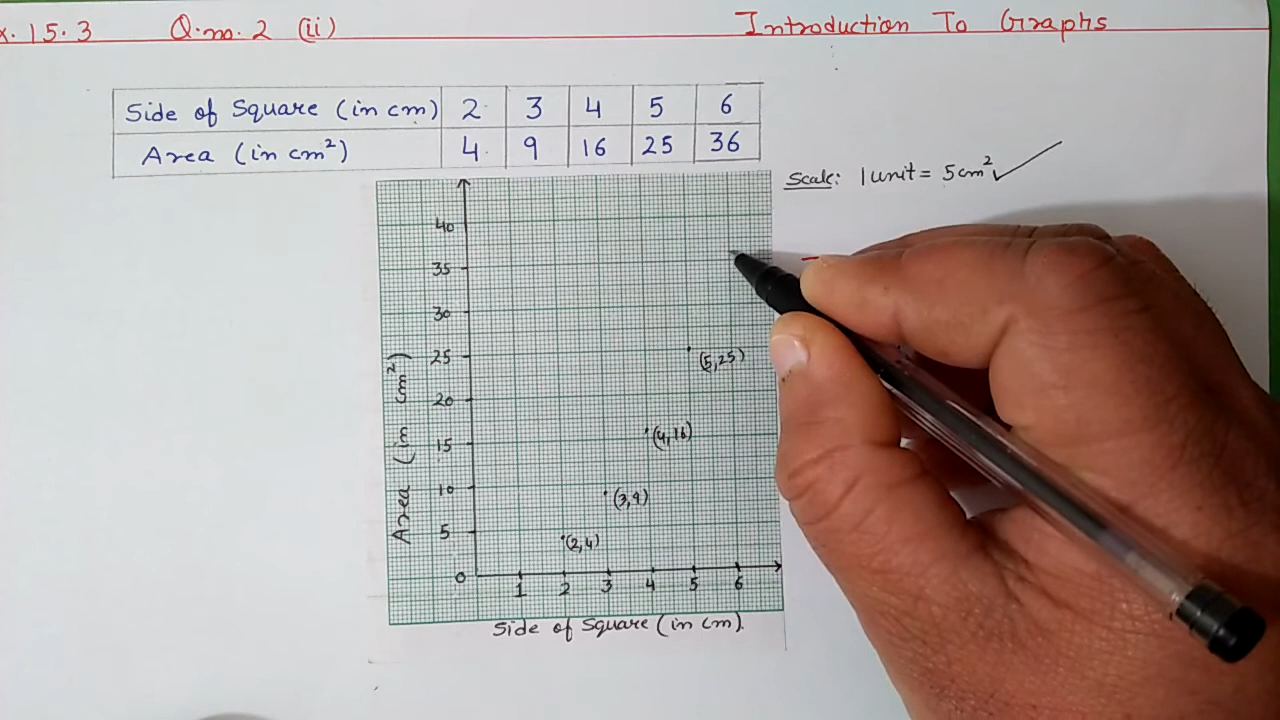 x. 15.3 Q.no. 2 (ii) Introduction To Graphs
Side of Square (in cm) 2 3 4 5 6
Area (in cm²) 4 9 16 25 36
Scale: 1 unit = 5 cm²
40
35
30
25
20
15
10
5
0
Area (in cm²)
(5,25)
(4,16)
(3,9)
(2,4)
1 2 3 4 5 6
Side of Square (in cm).